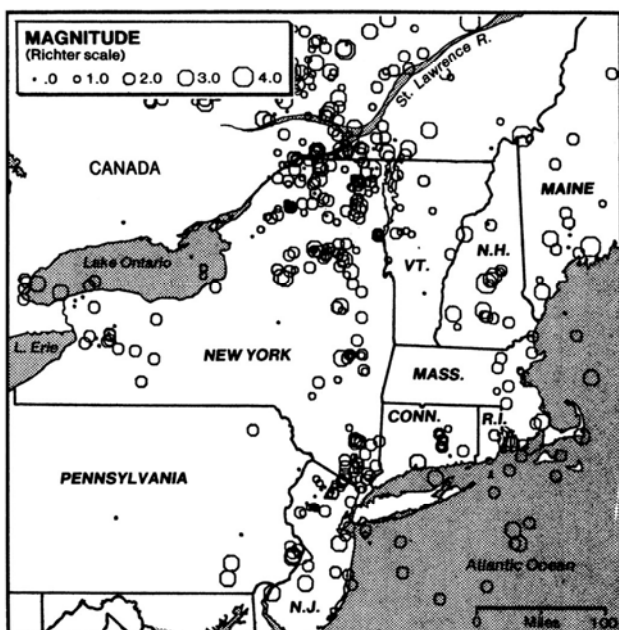 MAGNITUDE
(Richter scale)
.0 1.0 2.0 3.0 4.0
St. Lawrence R.
CANADA
MAINE
Lake Ontario
VT.
N.H.
L. Erie
NEW YORK
MASS.
CONN.
R.I.
PENNSYLVANIA
Atlantic Ocean
N.J.
0 Miles 100